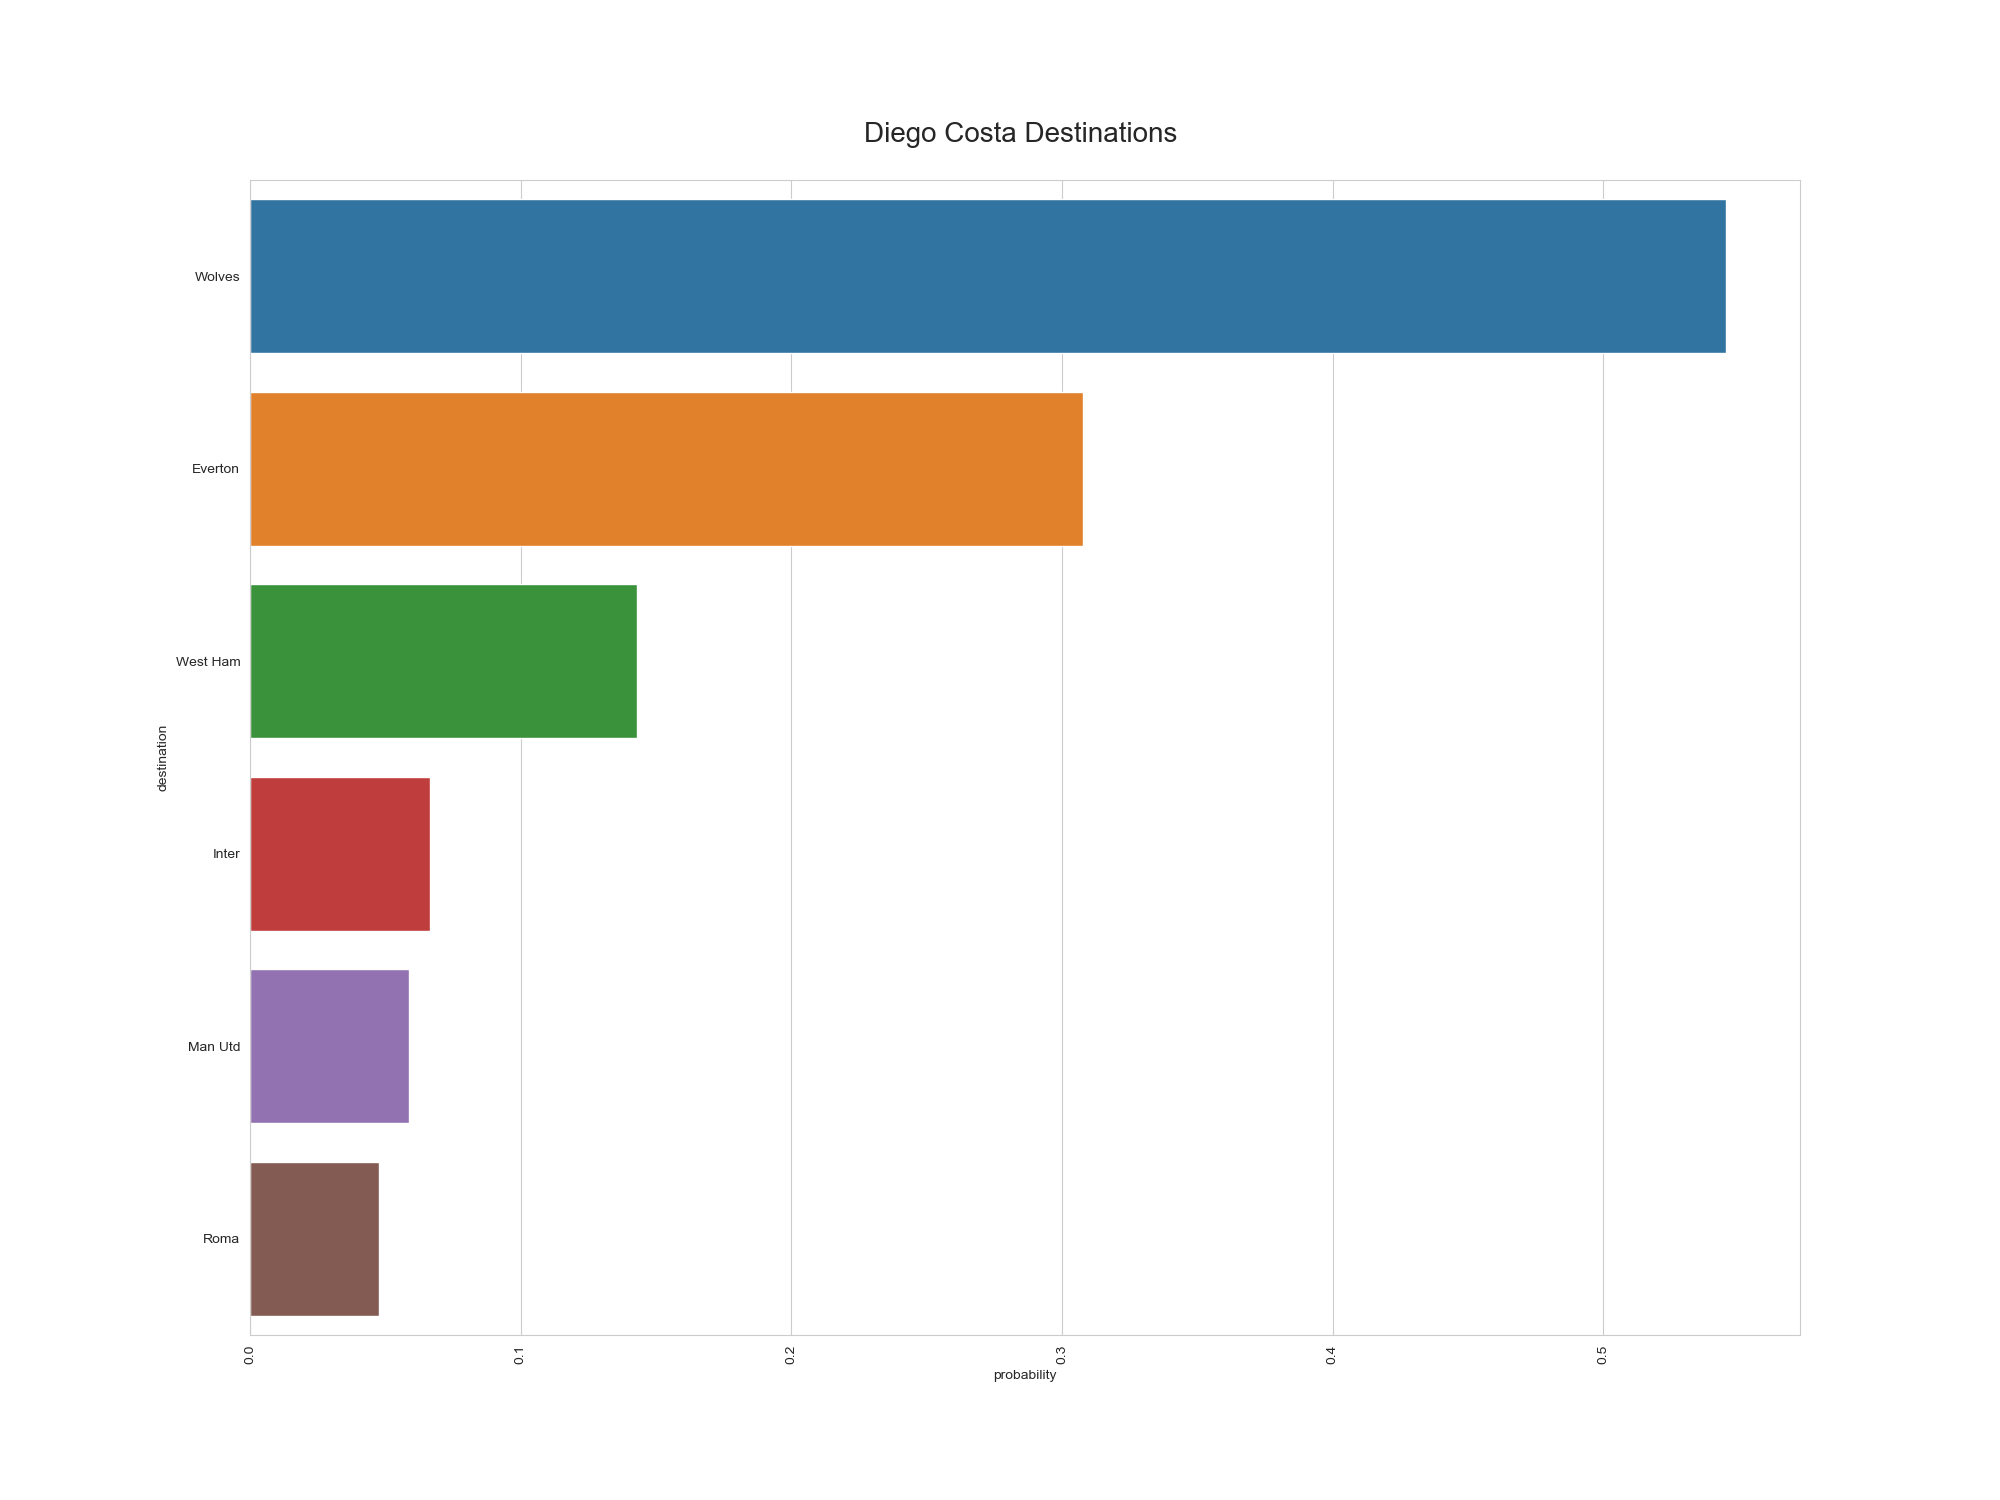 Diego Costa Destinations
Wolves
Everton
West Ham
Inter
Man Utd
Roma
destination
0.0
0.1
0.2
0.3
0.4
0.5
probability